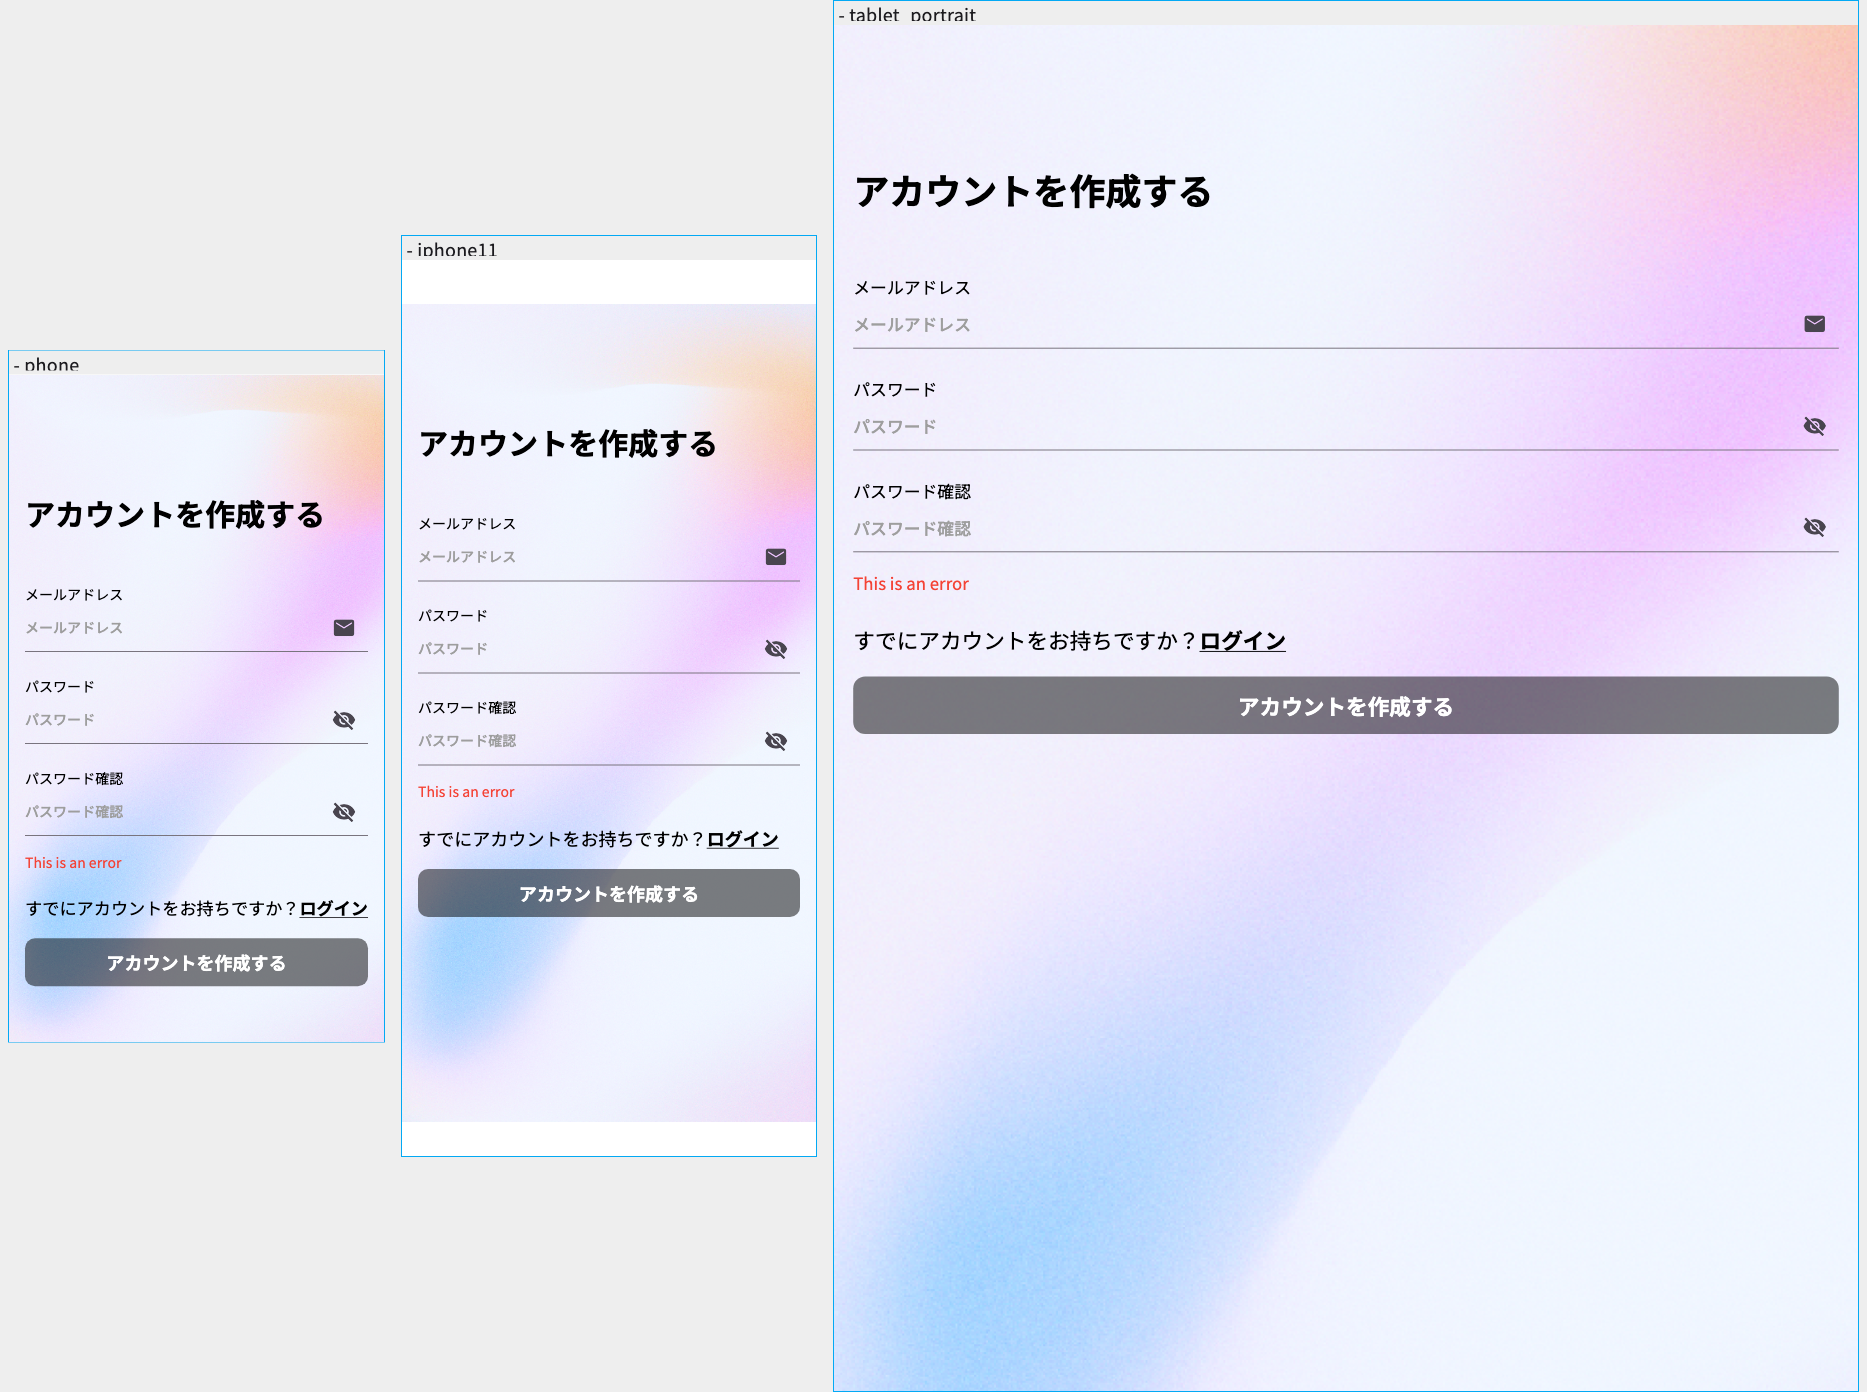 - phone
アカウントを作成する
メールアドレス
メールアドレス
パスワード
パスワード
パスワード確認
パスワード確認
This is an error
すでにアカウントをお持ちですか？ログイン
アカウントを作成する
- iphone11
アカウントを作成する
メールアドレス
メールアドレス
パスワード
パスワード
パスワード確認
パスワード確認
This is an error
すでにアカウントをお持ちですか？ログイン
アカウントを作成する
- tablet_portrait
アカウントを作成する
メールアドレス
メールアドレス
パスワード
パスワード
パスワード確認
パスワード確認
This is an error
すでにアカウントをお持ちですか？ログイン
アカウントを作成する